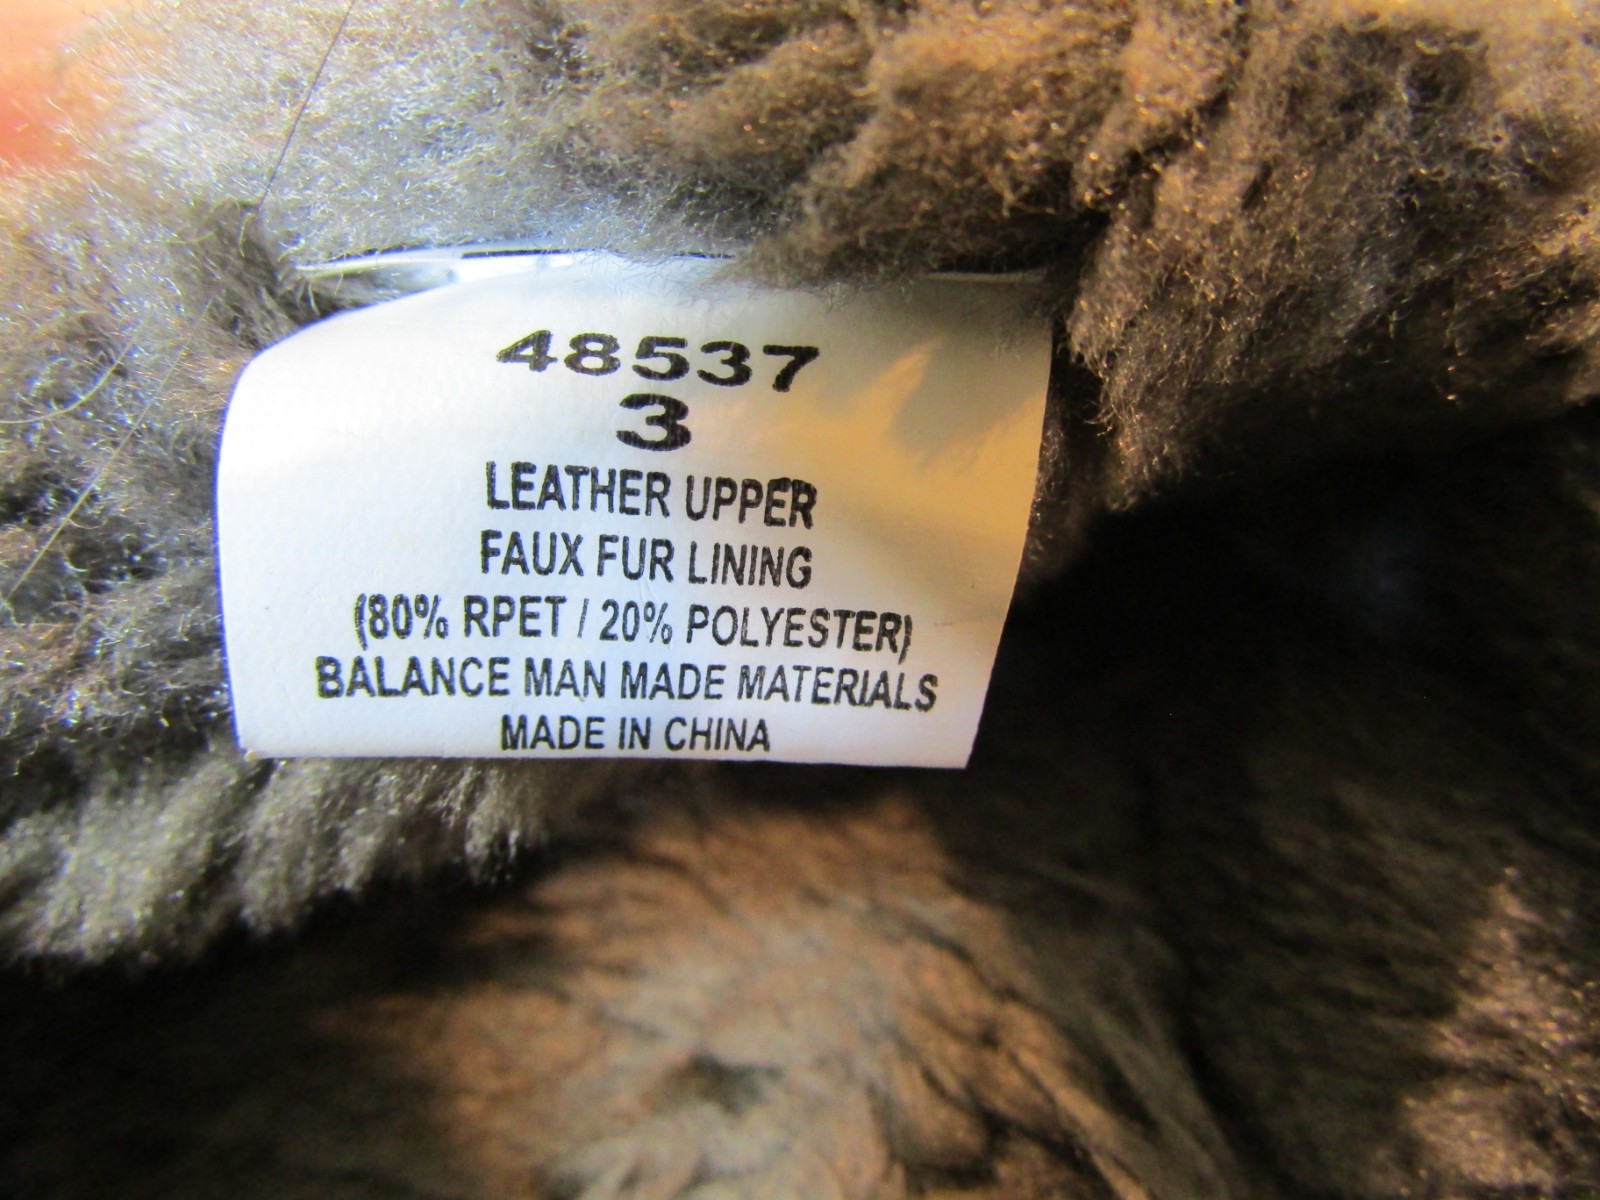 48537
3
LEATHER UPPER
FAUX FUR LINING
(80% RPET / 20% POLYESTER)
BALANCE MAN MADE MATERIALS
MADE IN CHINA